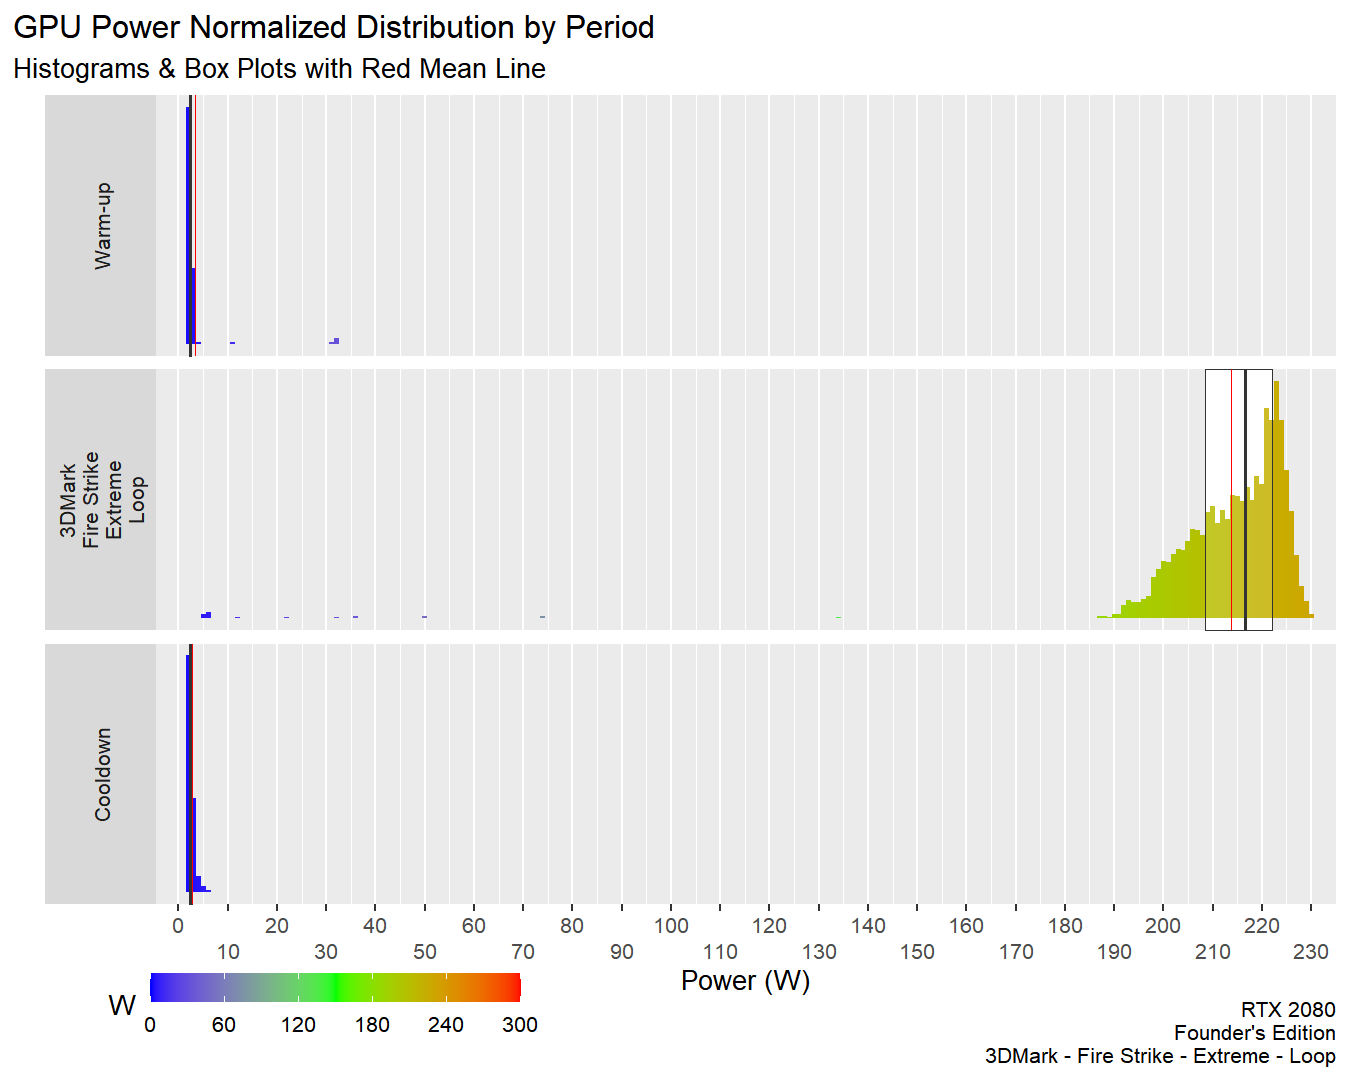 GPU Power Normalized Distribution by Period
Histograms & Box Plots with Red Mean Line
Warm-up
3DMark
Fire Strike
Extreme
Loop
Cooldown
0 20 40 60 80 100 120 140 160 180 200 220
10 30 50 70 90 110 130 150 170 190 210 230
Power (W)
W
0 60 120 180 240 300
RTX 2080
Founder's Edition
3DMark - Fire Strike - Extreme - Loop